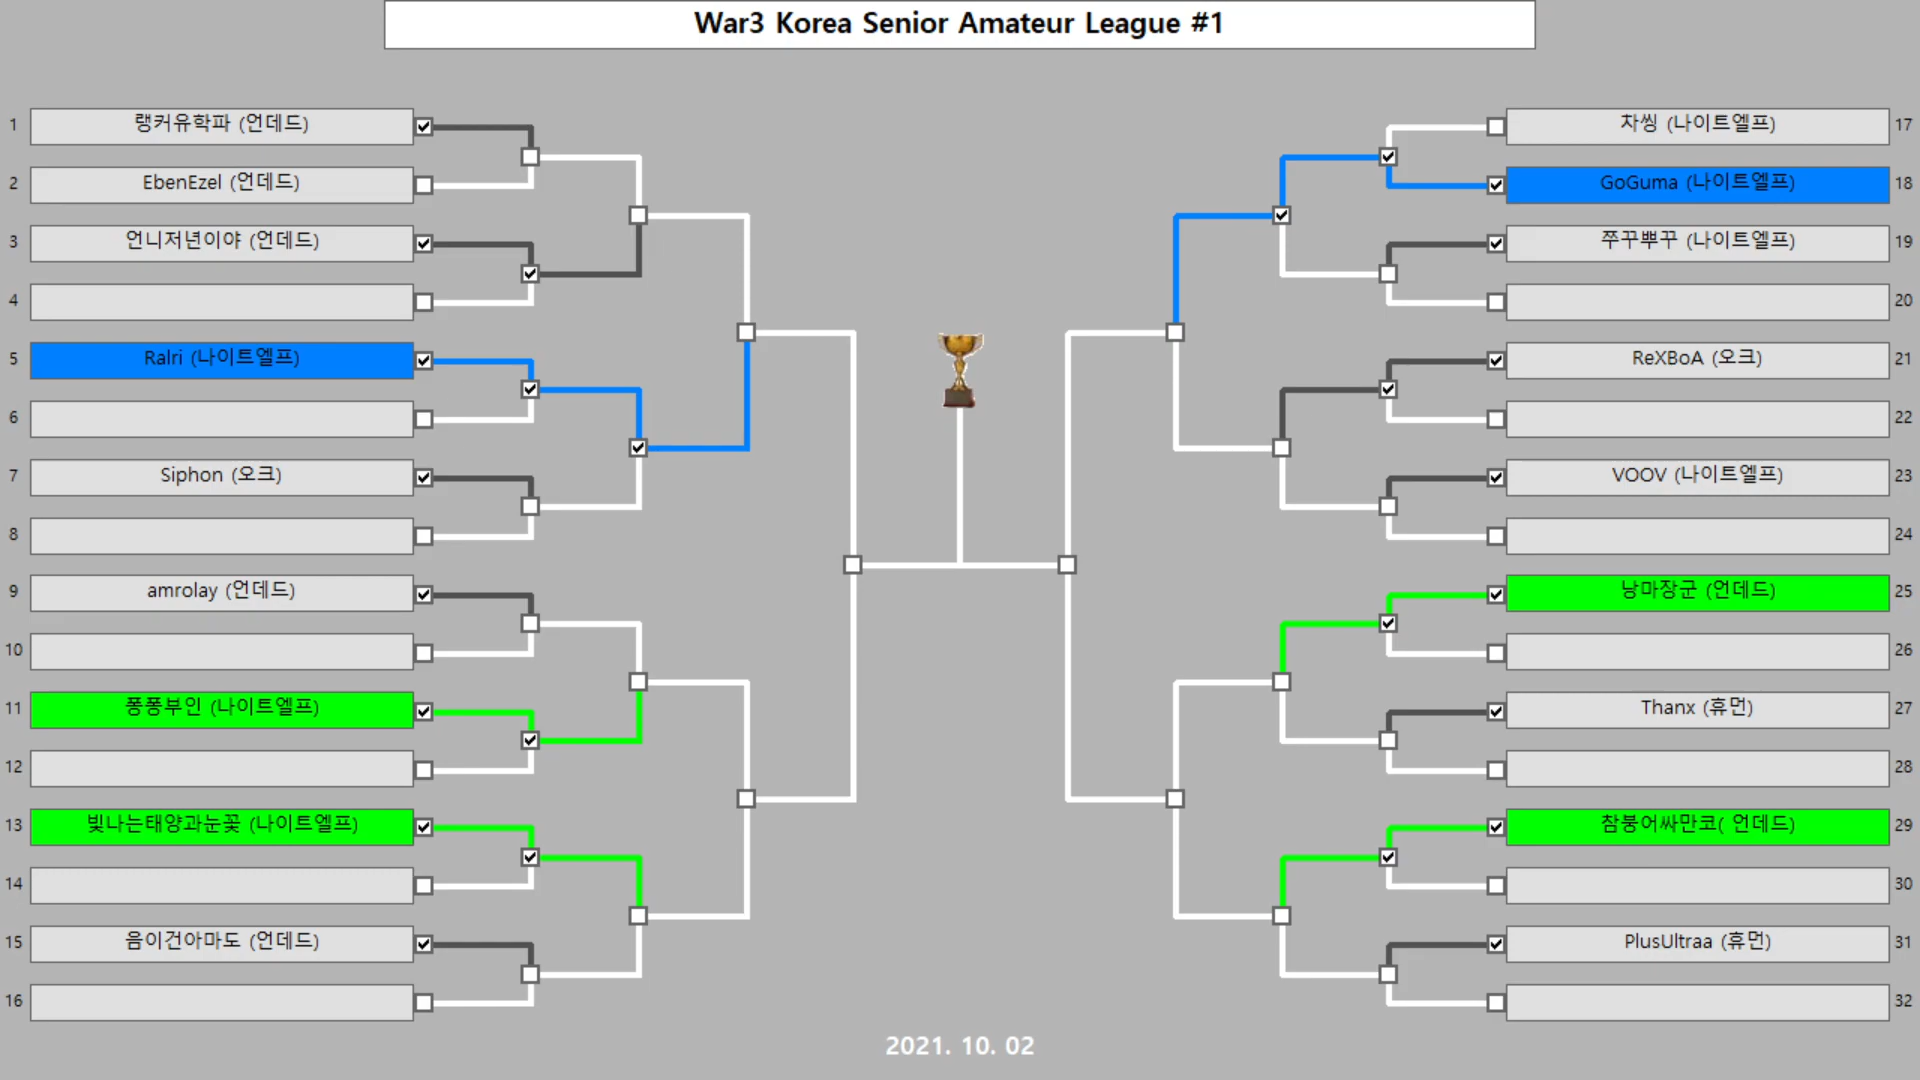 War3 Korea Senior Amateur League #1
1 랭커유학파 (언데드)
2 EbenEzel (언데드)
3 언니저년이야 (언데드)
4
5 Ralri (나이트엘프)
6
7 Siphon (오크)
8
9 amrolay (언데드)
10
11 퐁퐁부인 (나이트엘프)
12
13 빛나는태양과눈꽃 (나이트엘프)
14
15 음이건아마도 (언데드)
16
차씽 (나이트엘프) 17
GoGuma (나이트엘프) 18
쭈꾸뿌꾸 (나이트엘프) 19
20
ReXBoA (오크) 21
22
VOOV (나이트엘프) 23
24
낭마장군 (언데드) 25
26
Thanx (휴먼) 27
28
참붕어싸만코( 언데드) 29
30
PlusUltraa (휴먼) 31
32
2021. 10. 02